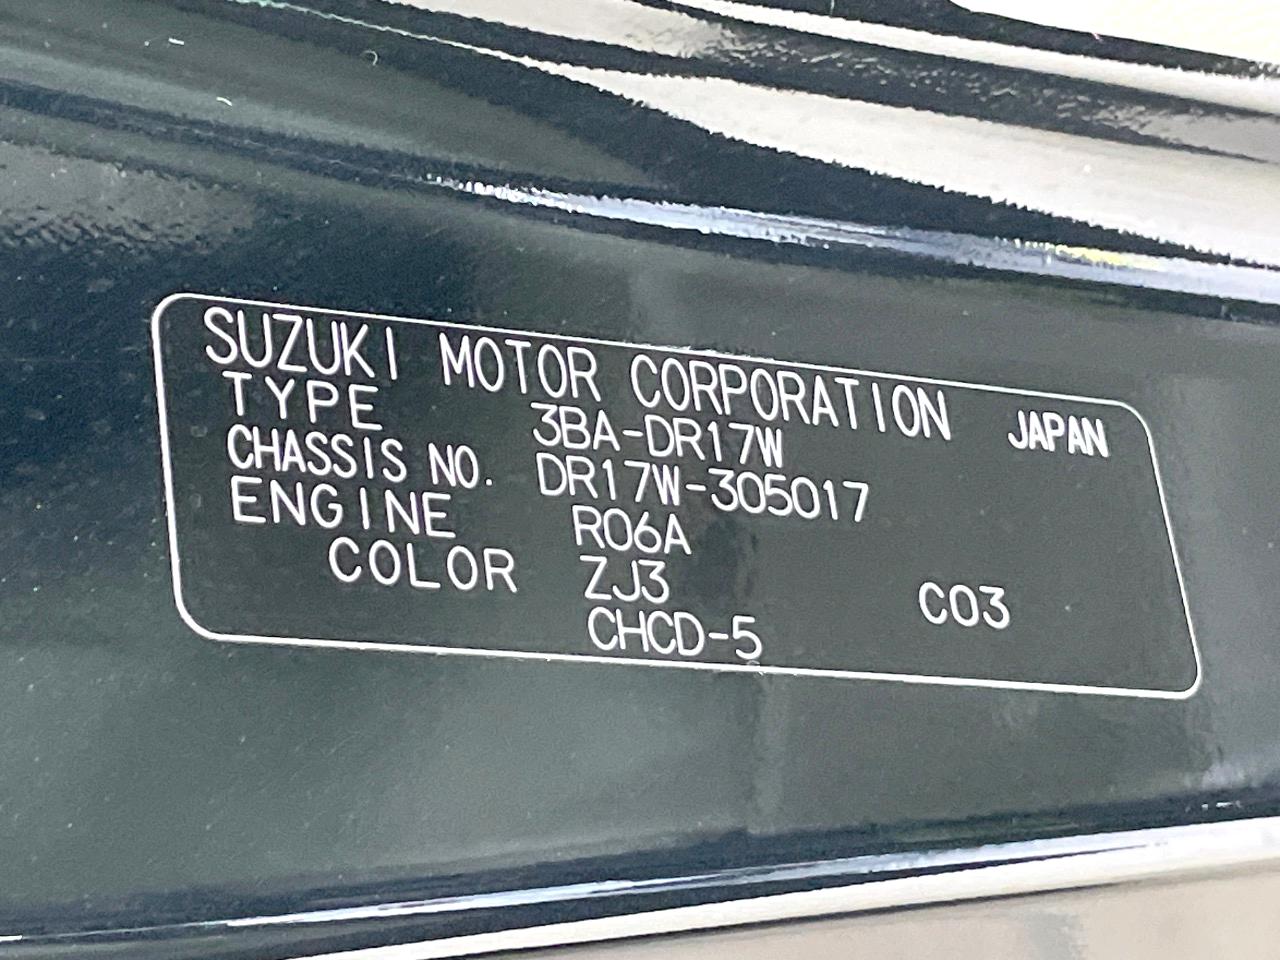 SUZUKI MOTOR CORPORATION JAPAN
TYPE 3BA-DR17W
CHASSIS NO. DR17W-305017
ENGINE R06A
COLOR ZJ3 C03
CHCD-5